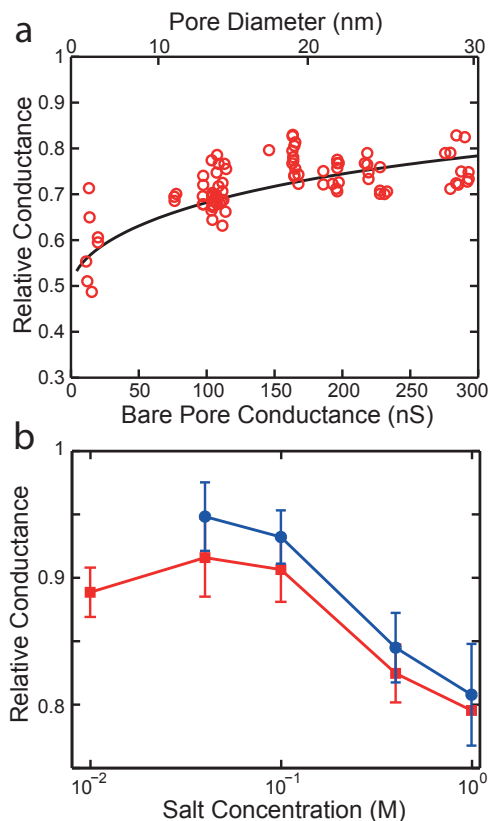 a
Pore Diameter (nm)
0 10 20 30
1
0.9
0.8
0.7
0.6
0.5
0.4
0.3
Relative Conductance
0 50 100 150 200 250 300
Bare Pore Conductance (nS)
b
1
0.9
0.8
Relative Conductance
10⁻² 10⁻¹ 10⁰
Salt Concentration (M)